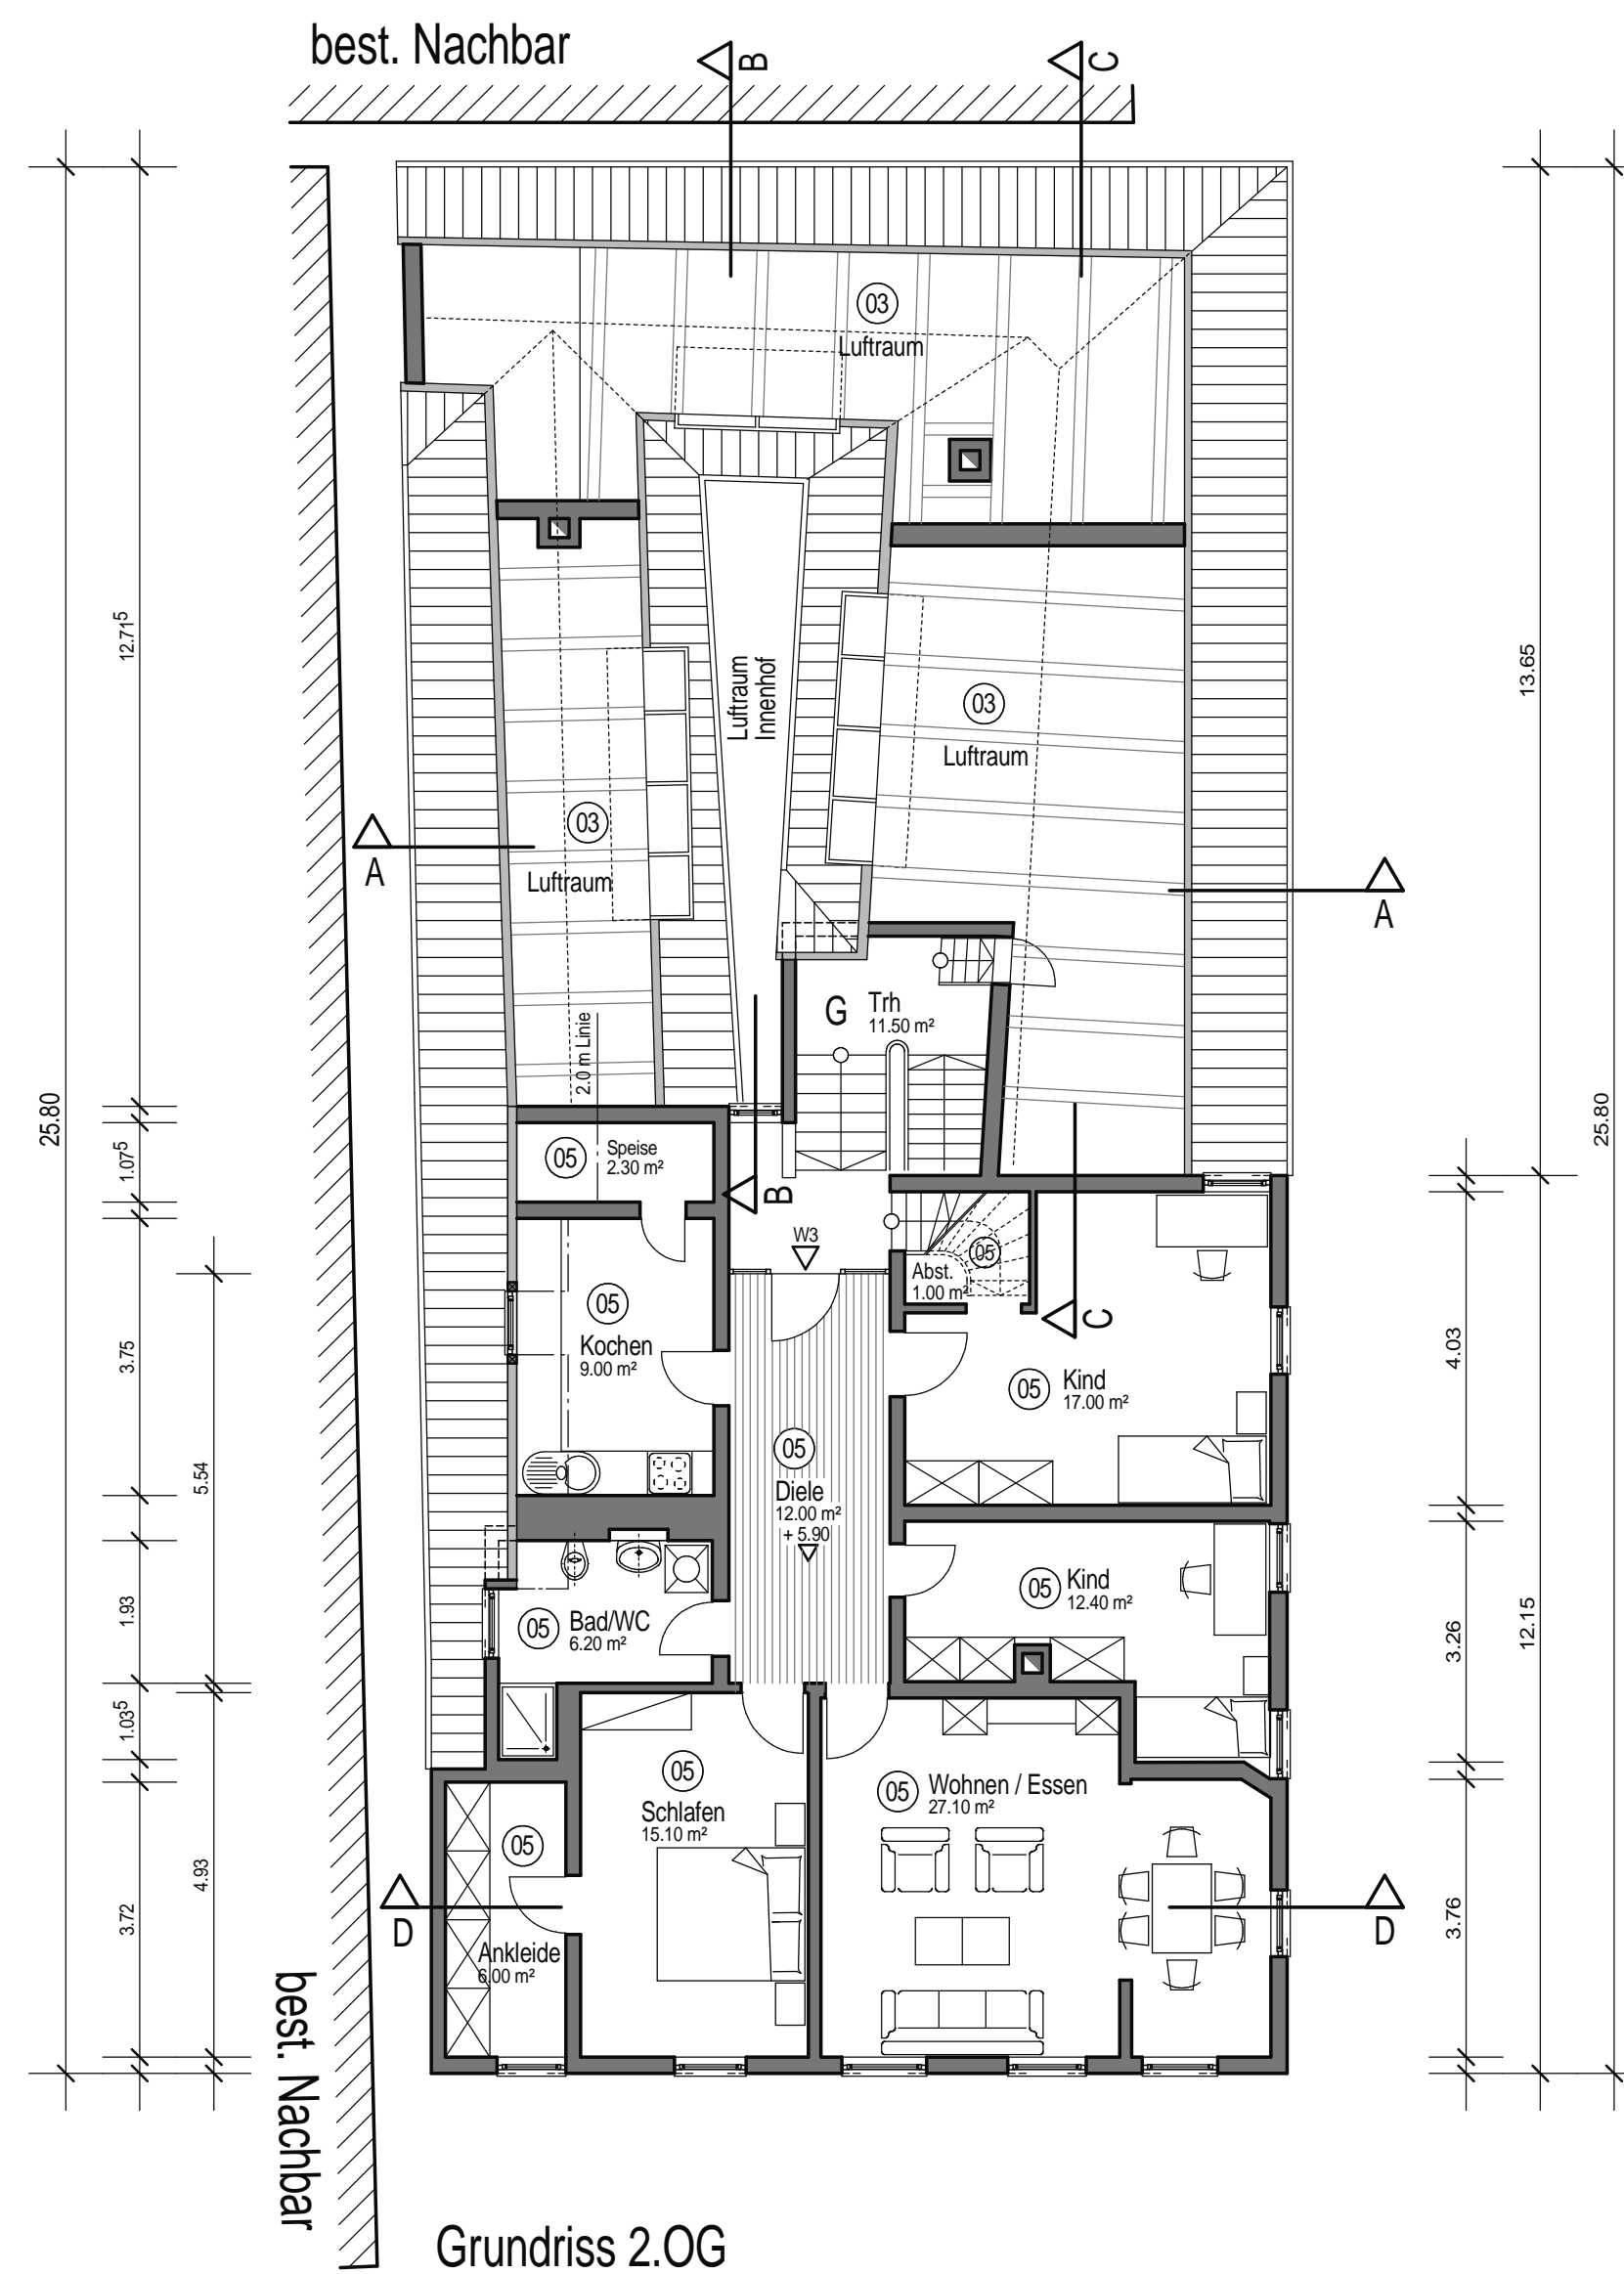 best. Nachbar
B
C
03
Luftraum
12.71⁵
13.65
Luftraum
Innenhof
03
Luftraum
03
Luftraum
A
A
G
Trh
11.50 m²
2.0 m Linie
25.80
25.80
1.07⁵
05
Speise
2.30 m²
B
W3
05
Abst.
1.00 m²
C
05
Kochen
9.00 m²
3.75
4.03
05
Kind
17.00 m²
5.54
05
Diele
12.00 m²
+ 5.90
05
Kind
12.40 m²
1.93
05
Bad/WC
6.20 m²
3.26
12.15
1.03⁵
05
Schlafen
15.10 m²
05
Wohnen / Essen
27.10 m²
05
Ankleide
6.00 m²
4.93
3.72
3.76
D
D
best. Nachbar
Grundriss 2.OG